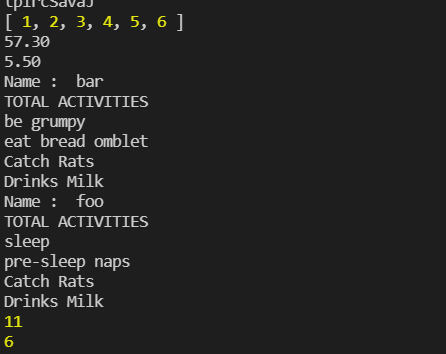 tpircSavaJ
[ 1, 2, 3, 4, 5, 6 ]
57.30
5.50
Name :  bar
TOTAL ACTIVITIES
be grumpy
eat bread omblet
Catch Rats
Drinks Milk
Name :  foo
TOTAL ACTIVITIES
sleep
pre-sleep naps
Catch Rats
Drinks Milk
11
6